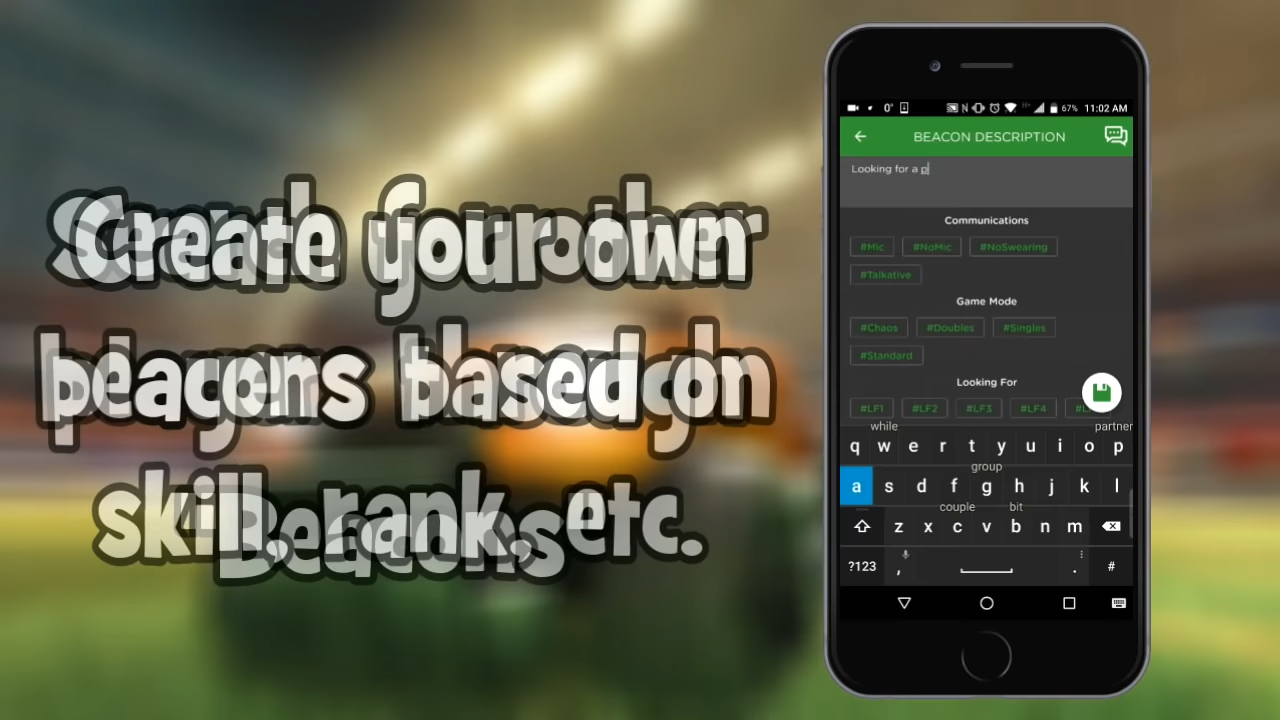 Create your own
beacons based on
skill, rank, etc.
Beacons
0° 67% 11:02 AM
BEACON DESCRIPTION
Looking for a p
Communications
#Mic #NoMic #NoSwearing
#Talkative
Game Mode
#Chaos #Doubles #Singles
#Standard
Looking For
#LF1 #LF2 #LF3 #LF4
while partner
q w e r t y u i o p
group
a s d f g h j k l
couple bit
z x c v b n m
?123 , . #